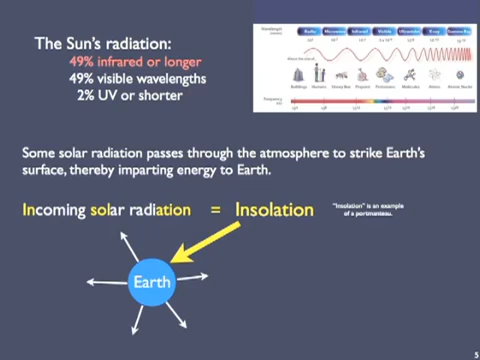 The Sun's radiation:
49% infrared or longer
49% visible wavelengths
2% UV or shorter
Radio Microwave Infrared Visible Ultraviolet X-ray Gamma Ray
Buildings Humans Honey Bee Pinpoint Protozoans Molecules Atoms Atomic Nuclei
Some solar radiation passes through the atmosphere to strike Earth's
surface, thereby imparting energy to Earth.
Incoming solar radiation = Insolation
"Insolation" is an example
of a portmanteau.
Earth
5